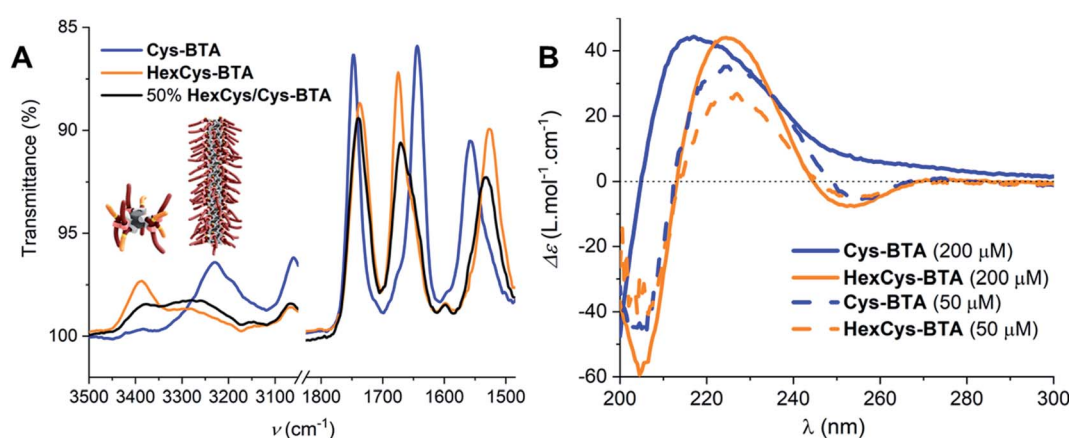 A
Cys-BTA
HexCys-BTA
50% HexCys/Cys-BTA
Transmittance (%)
85
90
95
100
3500 3400 3300 3200 3100 1800 1700 1600 1500
ν (cm⁻¹)
B
Δε (L.mol⁻¹.cm⁻¹)
40
20
0
-20
-40
-60
Cys-BTA (200 μM)
HexCys-BTA (200 μM)
Cys-BTA (50 μM)
HexCys-BTA (50 μM)
200 220 240 260 280 300
λ (nm)